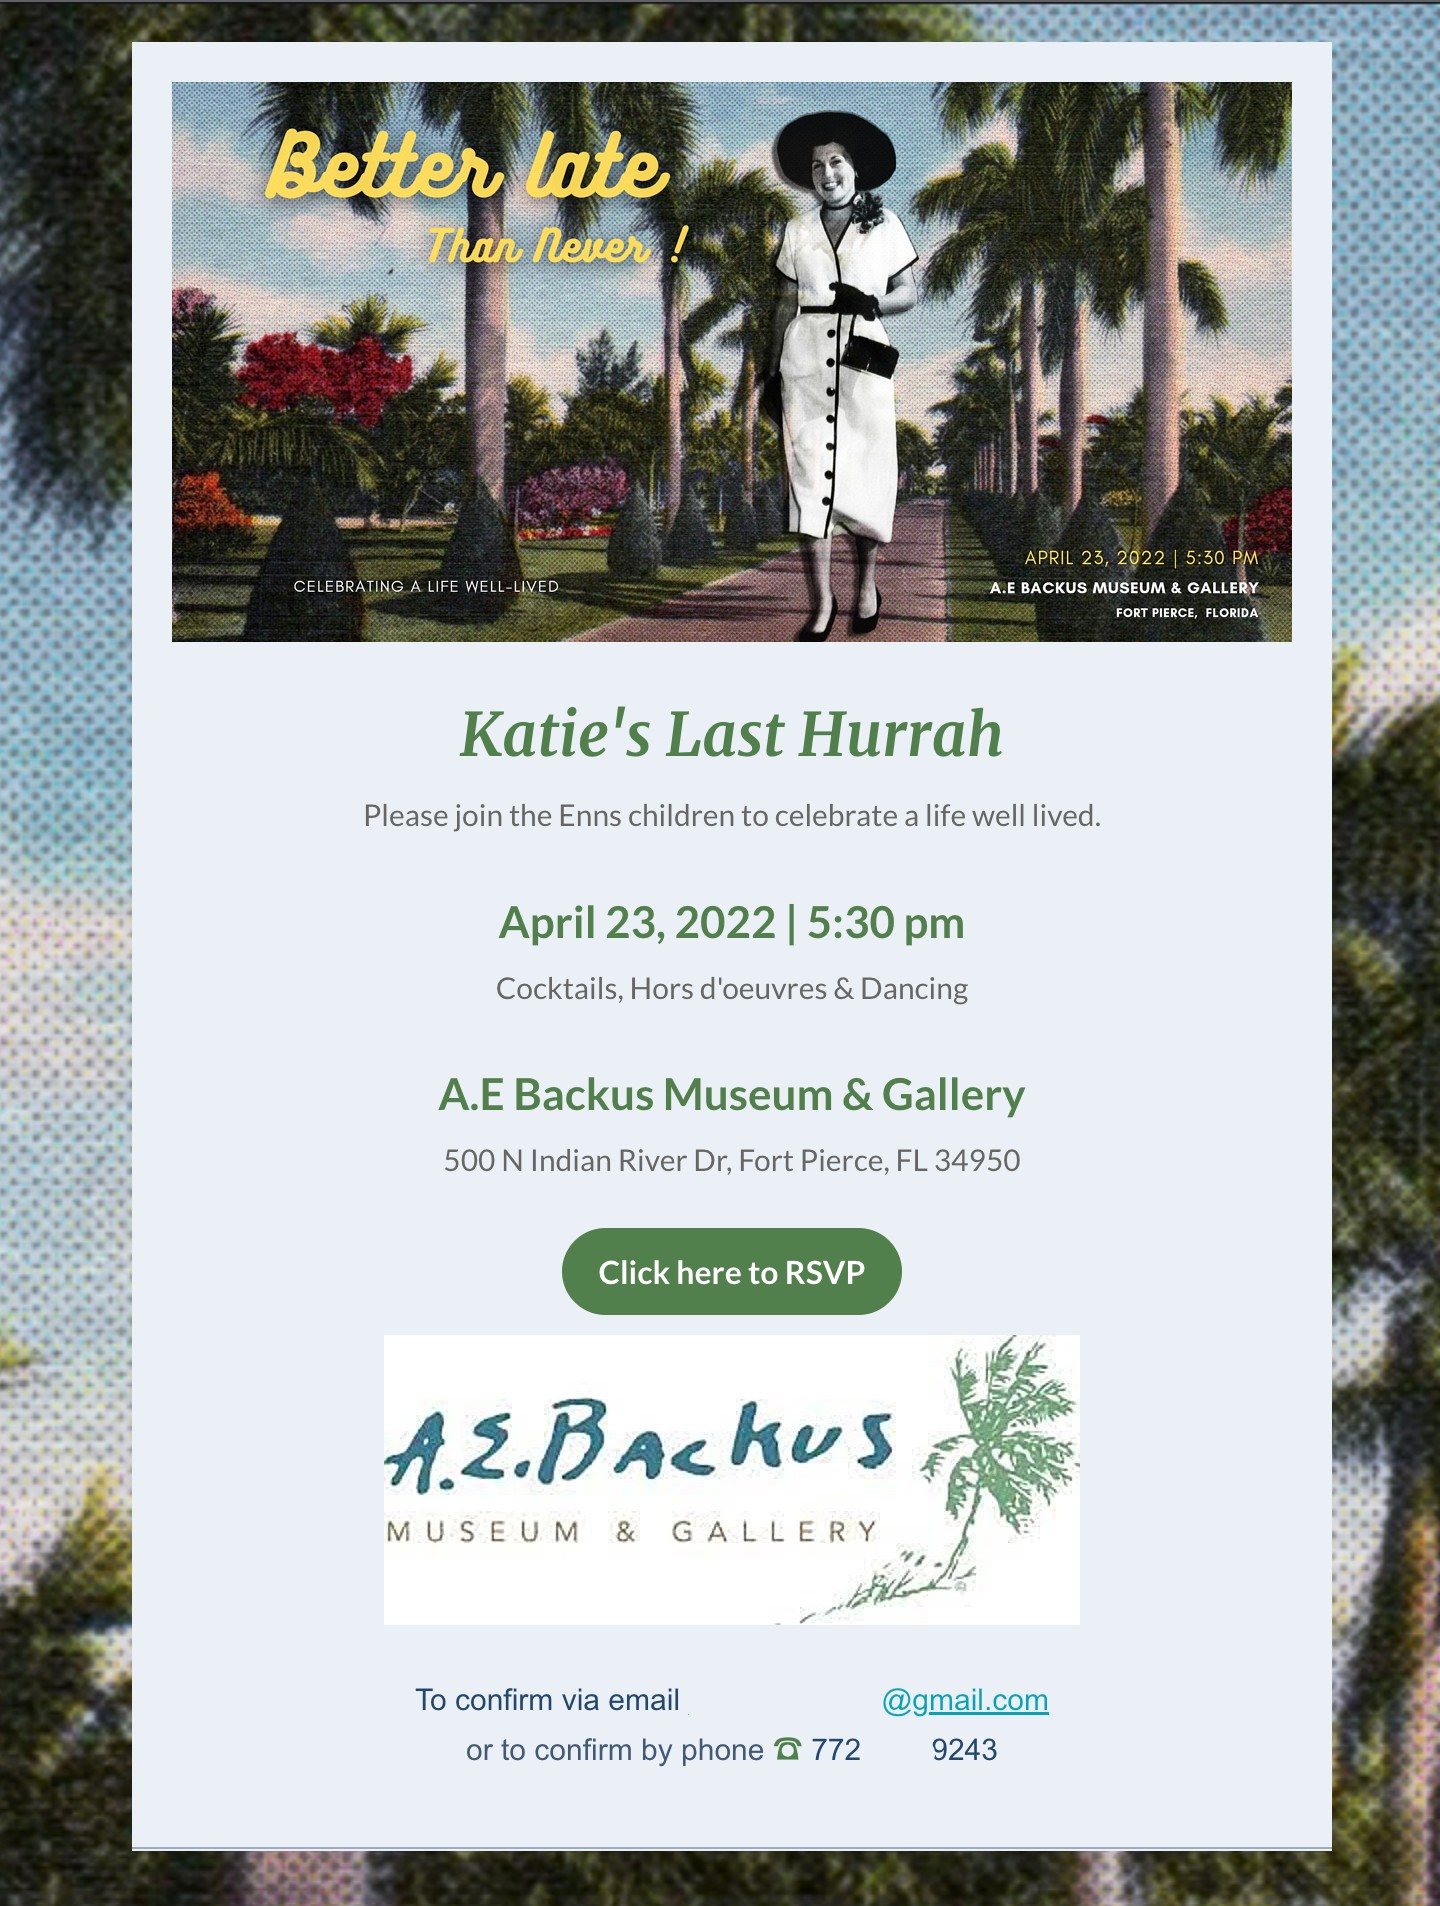 Better late
Than Never !
CELEBRATING A LIFE WELL-LIVED
APRIL 23, 2022 | 5:30 PM
A.E BACKUS MUSEUM & GALLERY
FORT PIERCE, FLORIDA
Katie's Last Hurrah
Please join the Enns children to celebrate a life well lived.
April 23, 2022 | 5:30 pm
Cocktails, Hors d'oeuvres & Dancing
A.E Backus Museum & Gallery
500 N Indian River Dr, Fort Pierce, FL 34950
Click here to RSVP
A.E. Backus
MUSEUM & GALLERY
To confirm via email @gmail.com
or to confirm by phone ☎ 772 9243